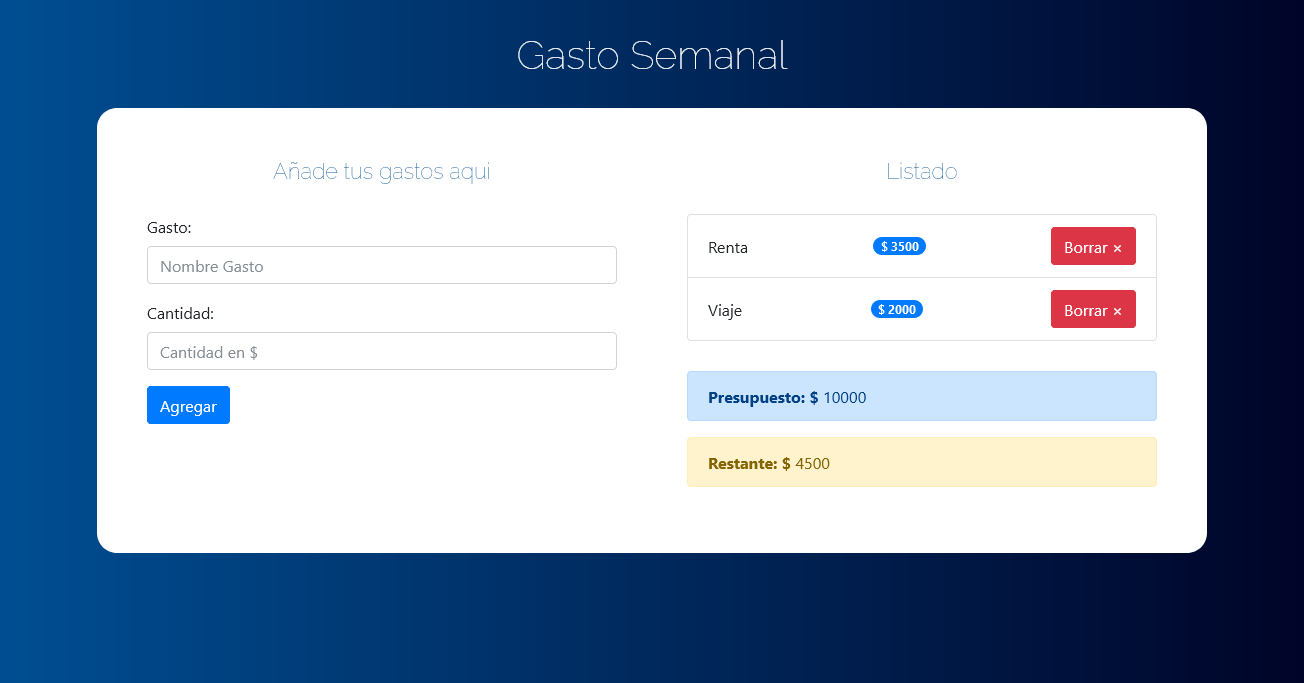 Gasto Semanal
Añade tus gastos aqui
Gasto:
Nombre Gasto
Cantidad:
Cantidad en $
Agregar
Listado
Renta $ 3500 Borrar ×
Viaje $ 2000 Borrar ×
Presupuesto: $ 10000
Restante: $ 4500